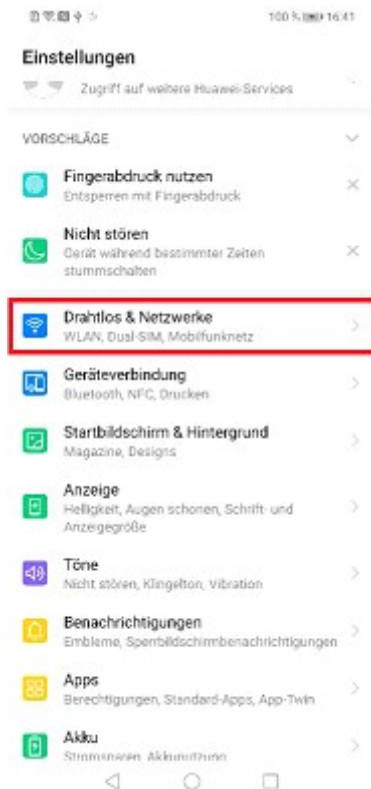 100 % 16:41
Einstellungen
Zugriff auf weitere Huawei-Services
VORSCHLÄGE
Fingerabdruck nutzen
Entsperren mit Fingerabdruck
Nicht stören
Gerät während bestimmter Zeiten
stummschalten
Drahtlos & Netzwerke
WLAN, Dual-SIM, Mobilfunknetz
Geräteverbindung
Bluetooth, NFC, Drucken
Startbildschirm & Hintergrund
Magazine, Designs
Anzeige
Helligkeit, Augen schonen, Schrift- und
Anzeigegröße
Töne
Nicht stören, Klingelton, Vibration
Benachrichtigungen
Embleme, Sperrbildschirmbenachrichtigungen
Apps
Berechtigungen, Standard-Apps, App-Twin
Akku
Stromsparen, Akkunutzung